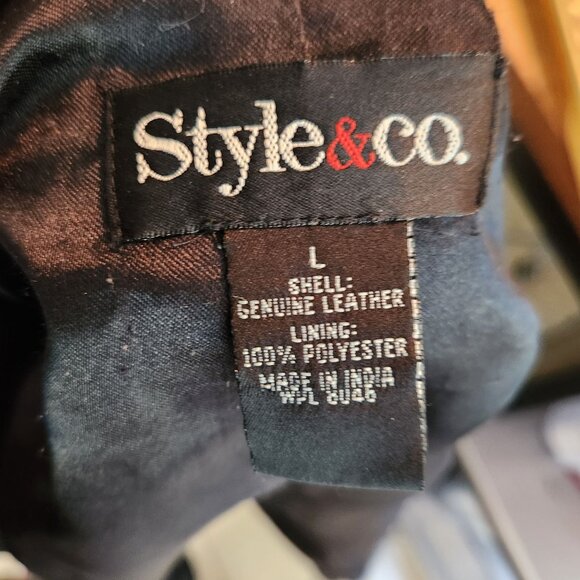 Style&co.
L
SHELL:
GENUINE LEATHER
LINING:
100% POLYESTER
MADE IN INDIA
WPL 8046